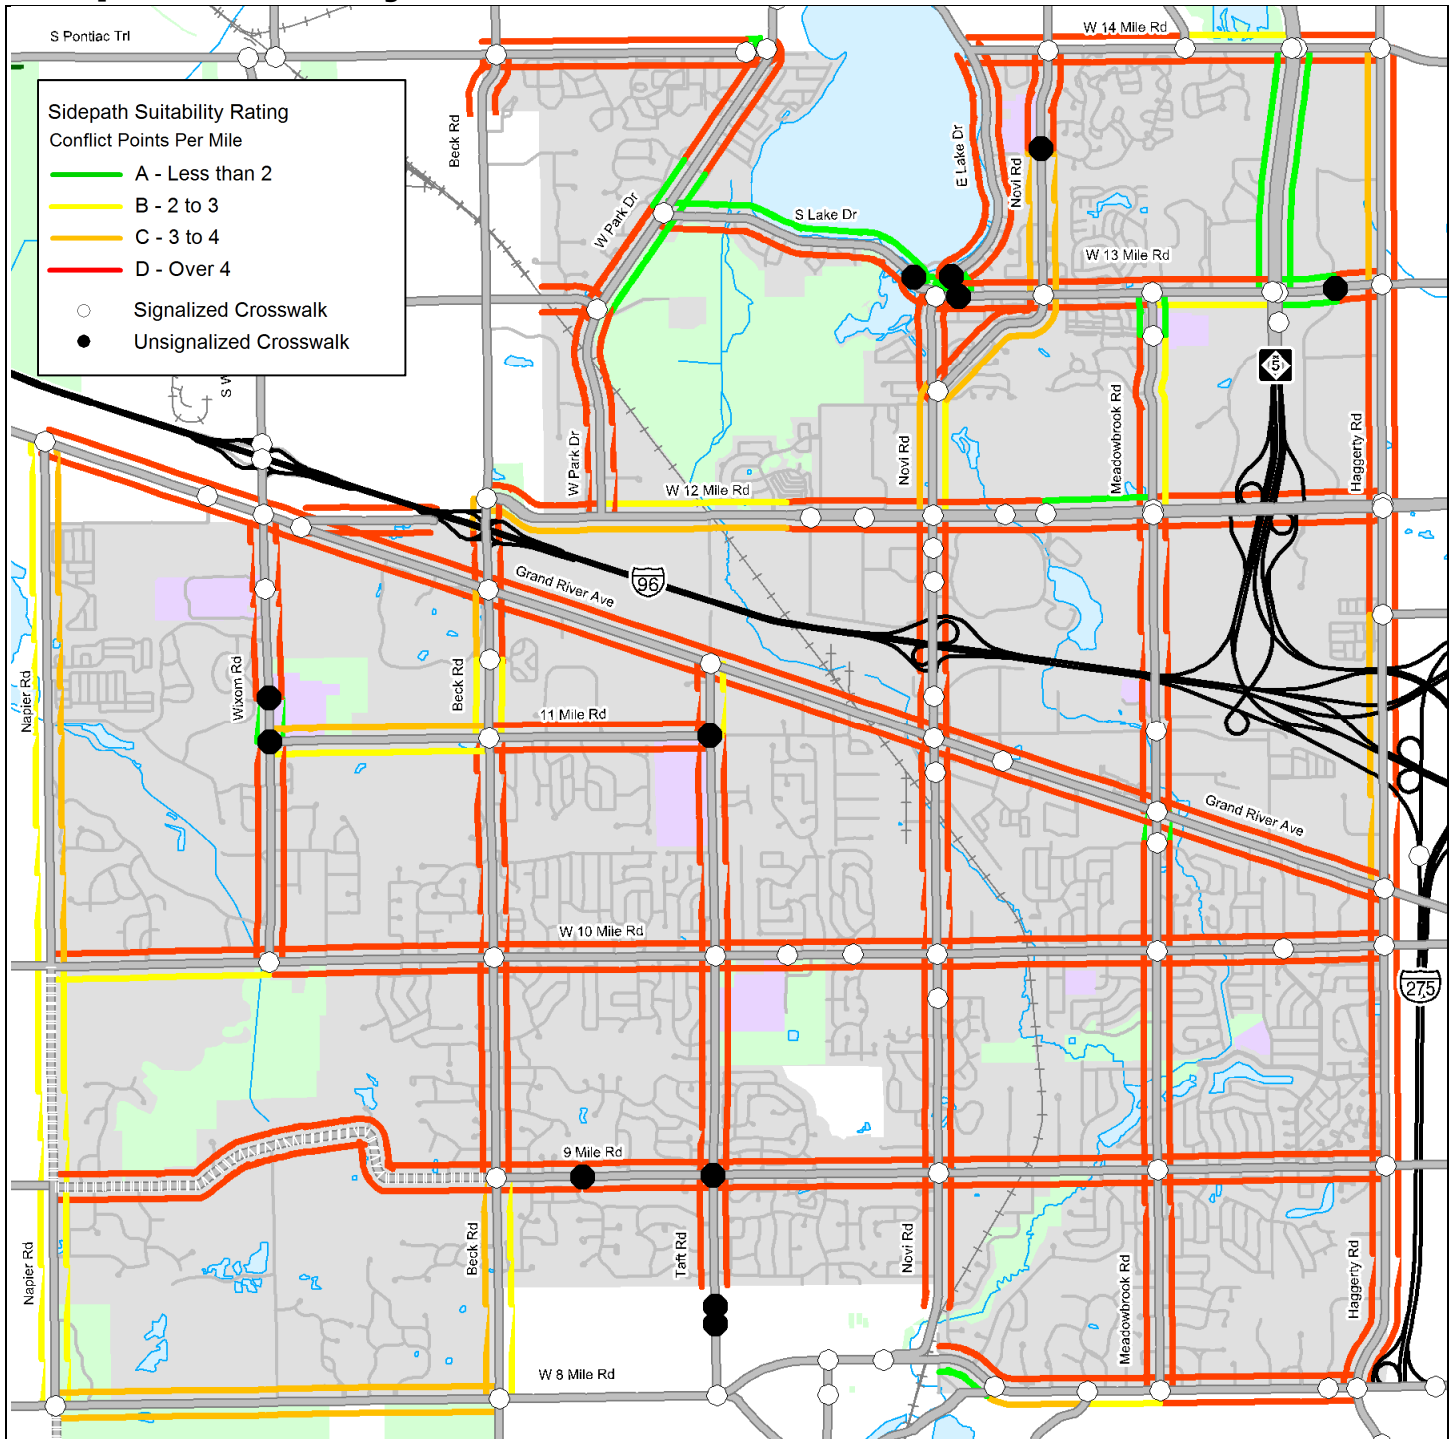 S Pontiac Trl
W 14 Mile Rd
Sidepath Suitability Rating
Conflict Points Per Mile
A - Less than 2
B - 2 to 3
C - 3 to 4
D - Over 4
Signalized Crosswalk
Unsignalized Crosswalk
Beck Rd
E Lake Dr
Novi Rd
W Park Dr
S Lake Dr
W 13 Mile Rd
5
S W
Meadowbrook Rd
Haggerty Rd
W Park Dr
Novi Rd
W 12 Mile Rd
96
Grand River Ave
Napier Rd
Wixom Rd
Beck Rd
11 Mile Rd
Grand River Ave
W 10 Mile Rd
275
9 Mile Rd
Napier Rd
Beck Rd
Taft Rd
Novi Rd
Meadowbrook Rd
Haggerty Rd
W 8 Mile Rd